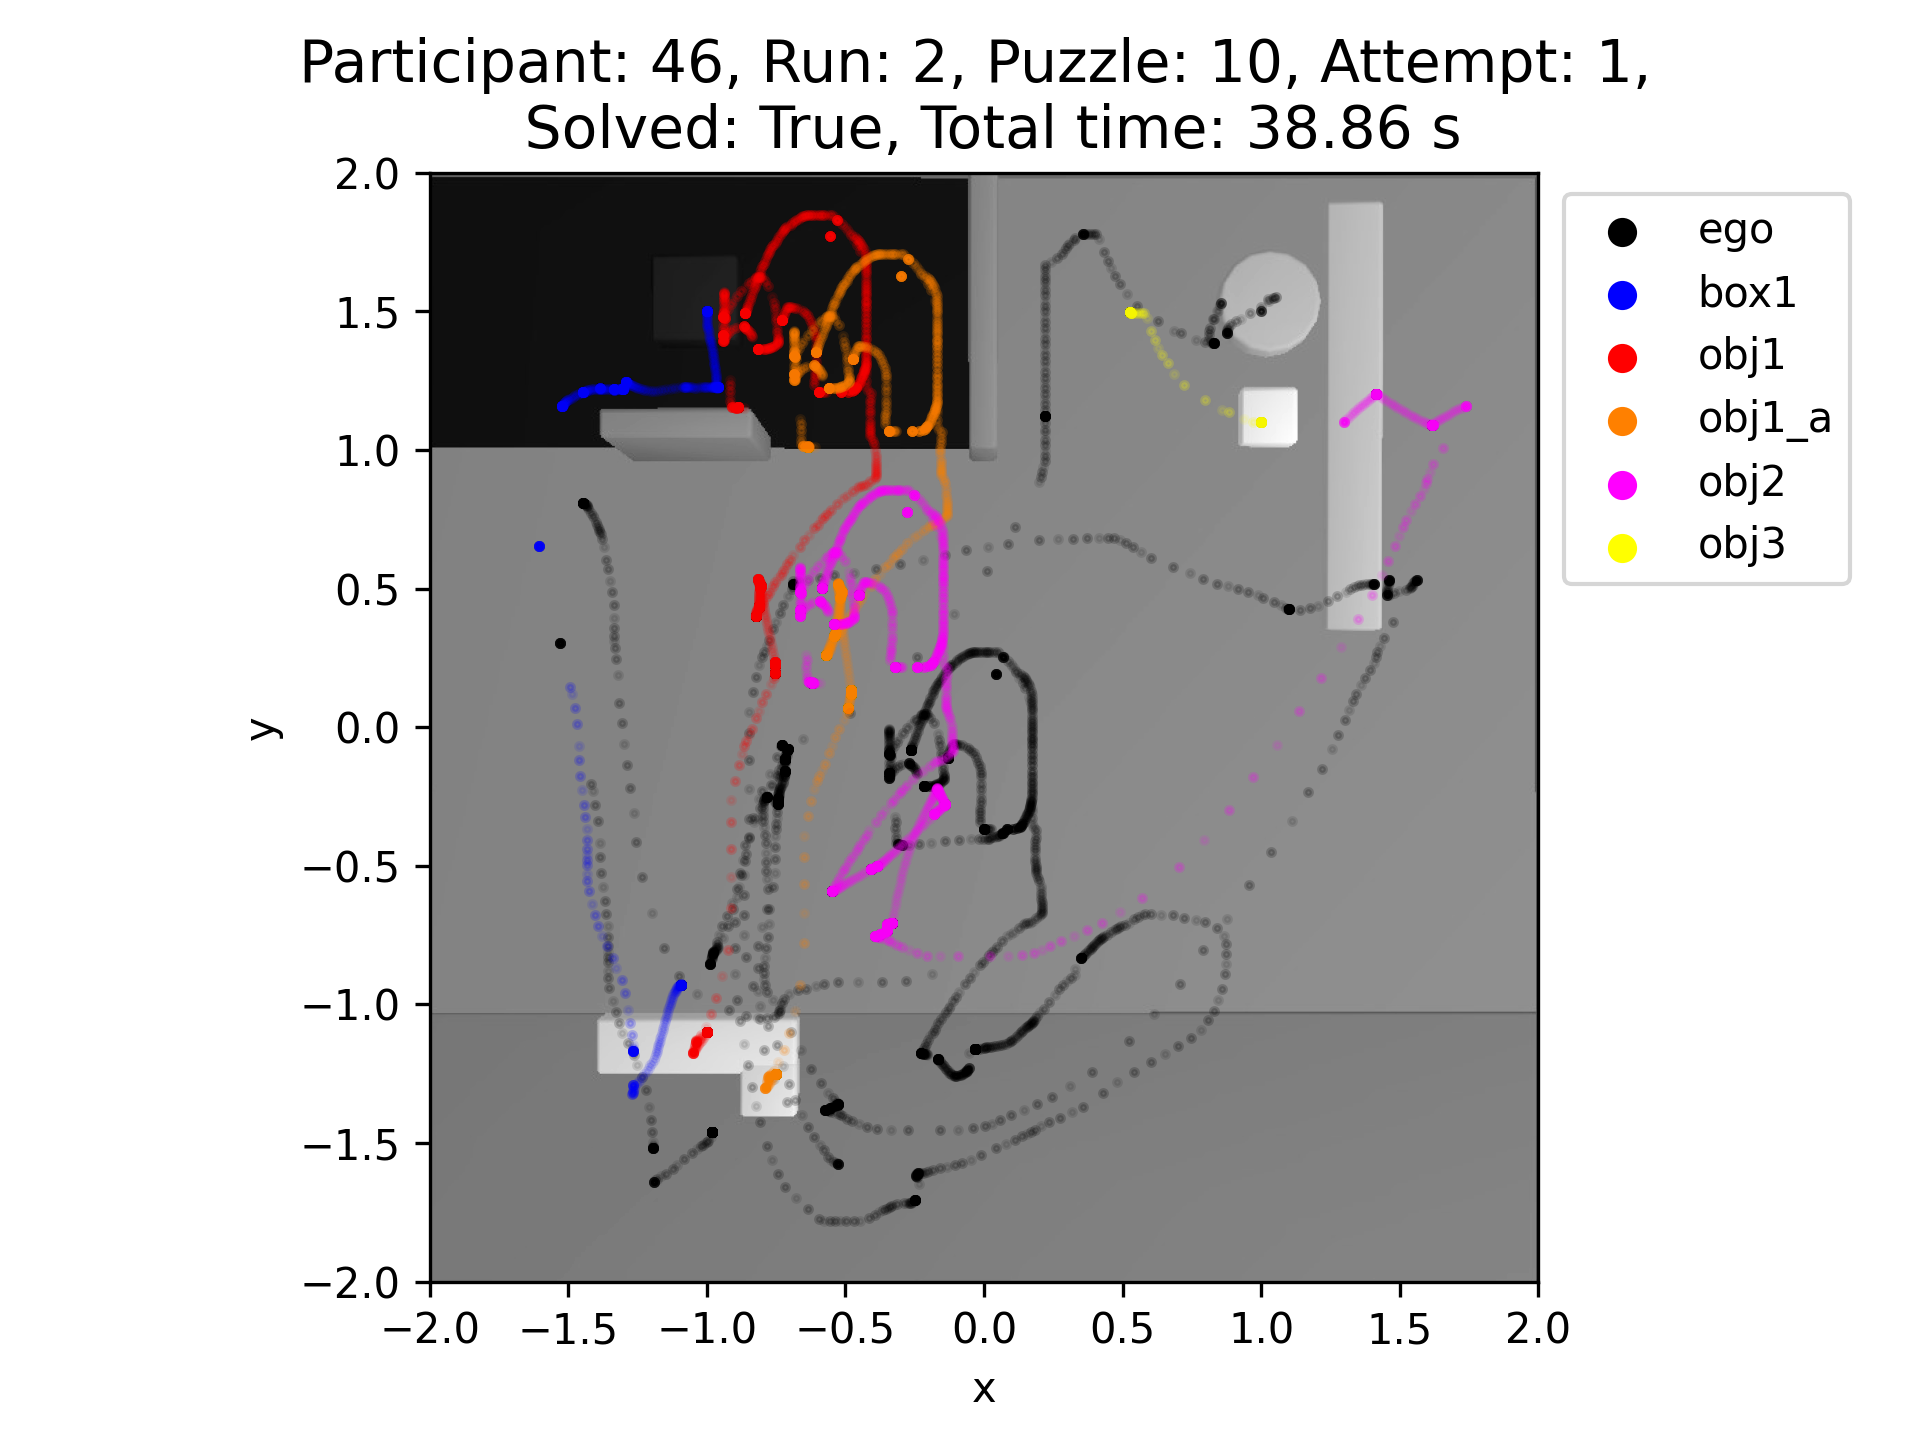 Participant: 46, Run: 2, Puzzle: 10, Attempt: 1,
Solved: True, Total time: 38.86 s
2.0
1.5
1.0
0.5
0.0
−0.5
−1.0
−1.5
−2.0
y
−2.0 −1.5 −1.0 −0.5 0.0 0.5 1.0 1.5 2.0
x
ego
box1
obj1
obj1_a
obj2
obj3